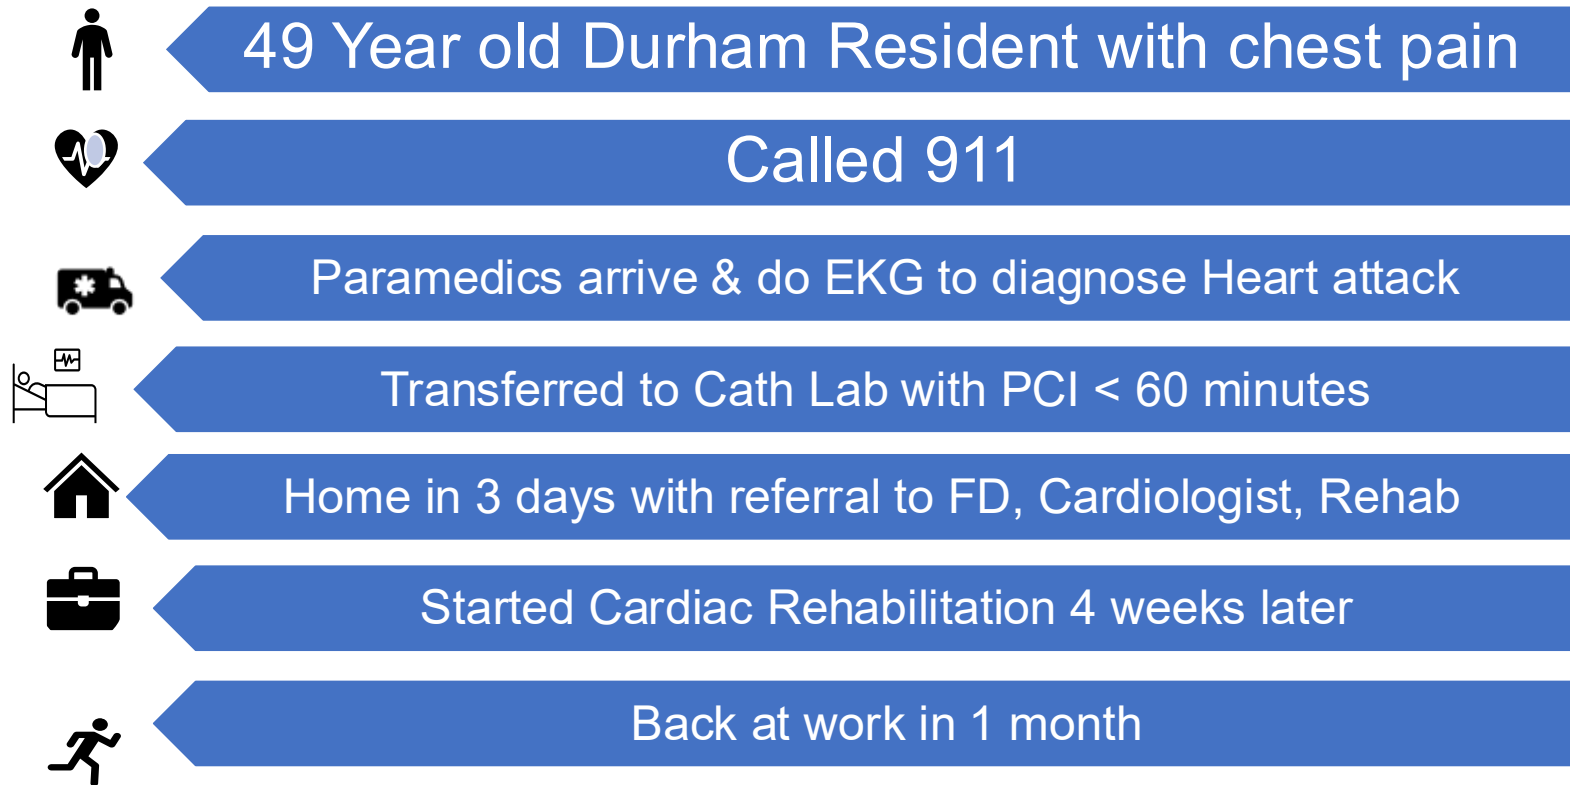 49 Year old Durham Resident with chest pain
Called 911
Paramedics arrive & do EKG to diagnose Heart attack
Transferred to Cath Lab with PCI < 60 minutes
Home in 3 days with referral to FD, Cardiologist, Rehab
Started Cardiac Rehabilitation 4 weeks later
Back at work in 1 month